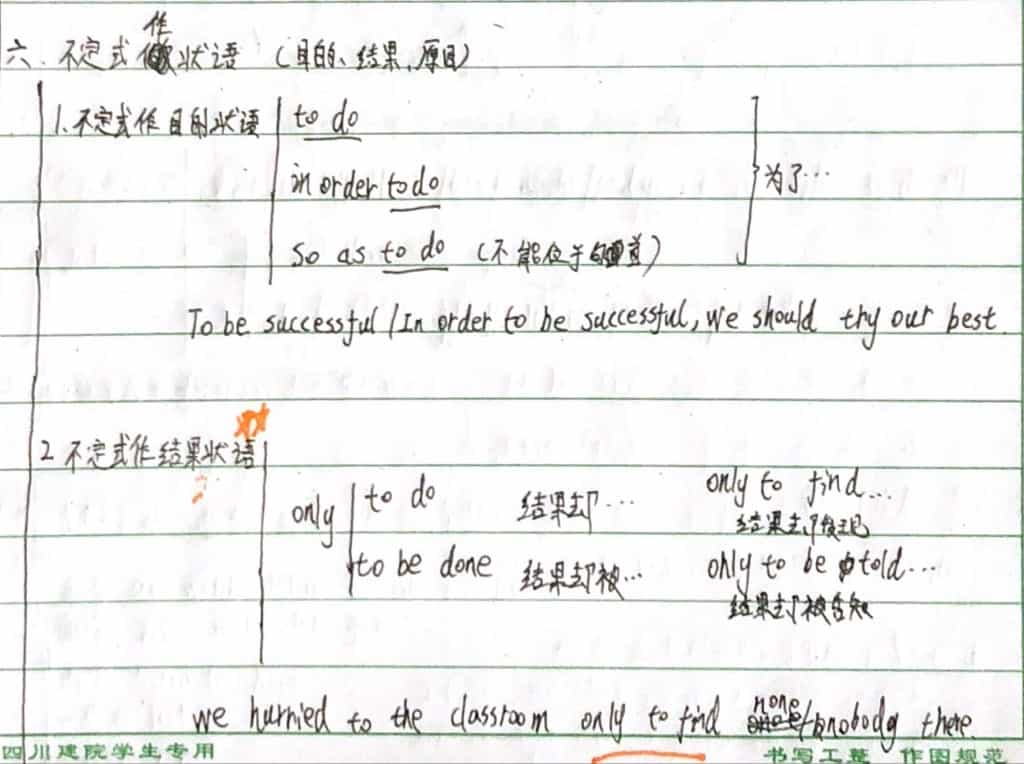 作
六. 不定式做状语 (目的、结果、原因)
1. 不定式作目的状语 to do
in order to do 为了…
so as to do (不能位于句首)
To be successful / In order to be successful, we should try our best.
2 不定式作结果状语
only to do 结果却… only to find...
结果却发现
to be done 结果却被… only to be told...
结果却被告知
none
we hurried to the classroom only to find /nobody there.
四川建院学生专用 书写工整 作图规范